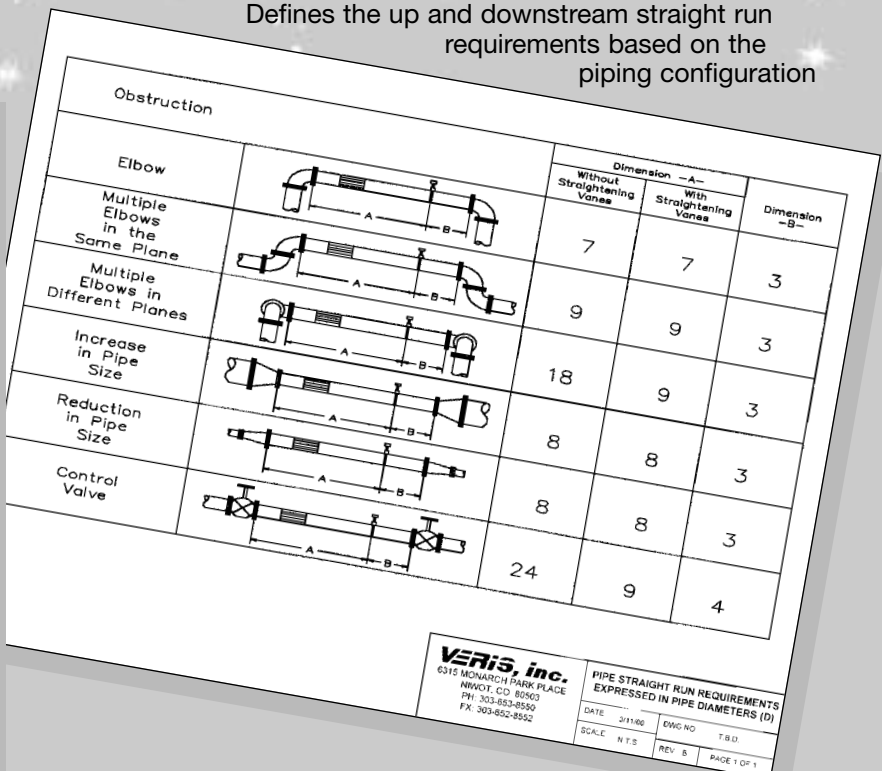 Defines the up and downstream straight run
requirements based on the
piping configuration
Obstruction
Dimension -A-
Without
Straightening
Vanes
With
Straightening
Vanes
Dimension
-B-
Elbow
A
B
7
7
3
Multiple
Elbows
in the
Same Plane
A
B
9
9
3
Multiple
Elbows in
Different Planes
A
B
18
9
3
Increase
in Pipe
Size
A
B
8
8
3
Reduction
in Pipe
Size
A
B
8
8
3
Control
Valve
A
B
24
9
4
VERIS, inc.
6315 MONARCH PARK PLACE
NIWOT, CO 80503
PH: 303-652-8550
FX: 303-652-8552
PIPE STRAIGHT RUN REQUIREMENTS
EXPRESSED IN PIPE DIAMETERS (D)
DATE 3/11/00
DWG NO T.B.D.
SCALE N.T.S
REV B
PAGE 1 OF 1